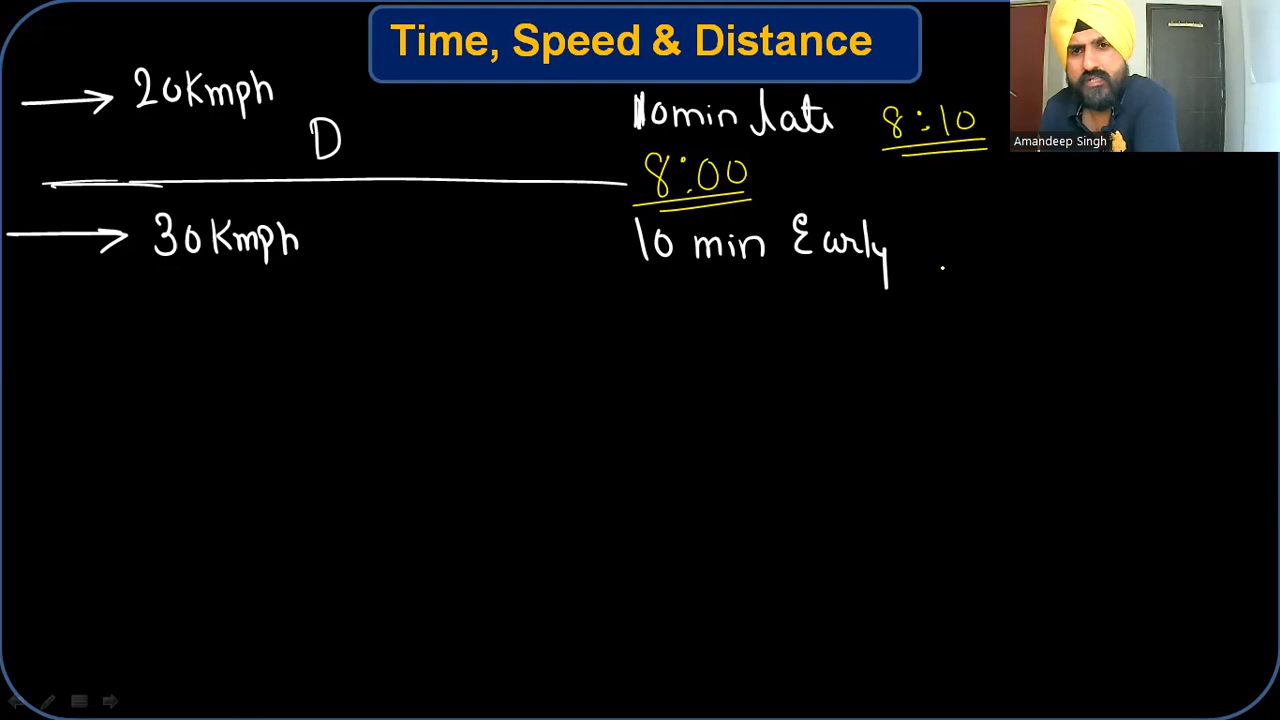 Time, Speed & Distance
20Kmph
D
10min late
8:10
Amandeep Singh
8:00
30Kmph
10 min Early